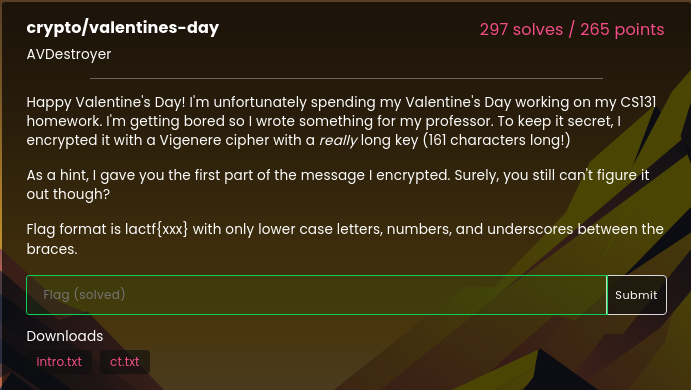 crypto/valentines-day
297 solves / 265 points
AVDestroyer
Happy Valentine's Day! I'm unfortunately spending my Valentine's Day working on my CS131
homework. I'm getting bored so I wrote something for my professor. To keep it secret, I
encrypted it with a Vigenere cipher with a really long key (161 characters long!)
As a hint, I gave you the first part of the message I encrypted. Surely, you still can't figure it
out though?
Flag format is lactf{xxx} with only lower case letters, numbers, and underscores between the
braces.
Flag (solved)
Submit
Downloads
intro.txt
ct.txt